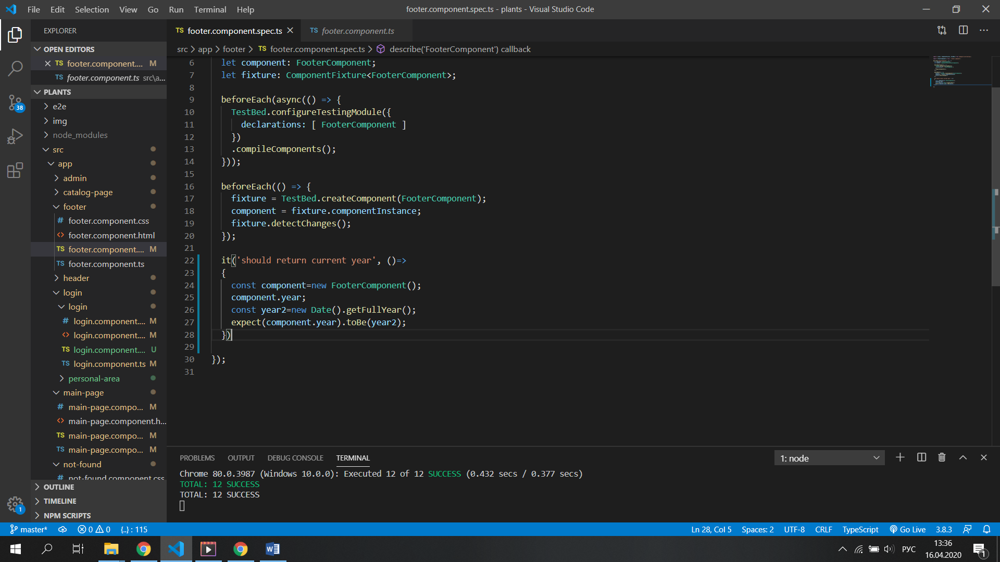 File Edit Selection View Go Run Terminal Help
footer.component.spec.ts - plants - Visual Studio Code
EXPLORER
OPEN EDITORS
TS footer.component.... M
TS footer.component.ts src\a...
PLANTS
e2e
img
node_modules
src
app
admin
catalog-page
footer
# footer.component.css
<> footer.component.html
TS footer.component.... M
TS footer.component.ts
header
login
login
# login.component.... M
<> login.component.... M
TS login.component.... U
TS login.component.ts M
personal-area
main-page
# main-page.compo... M
<> main-page.component.h...
TS main-page.compo... M
TS main-page.compo... M
not-found
# not-found.component.css
OUTLINE
TIMELINE
NPM SCRIPTS
38
1
TS footer.component.spec.ts
TS footer.component.ts
src > app > footer > TS footer.component.spec.ts > describe('FooterComponent') callback
6 let component: FooterComponent;
7 let fixture: ComponentFixture<FooterComponent>;
8
9 beforeEach(async(() => {
10 TestBed.configureTestingModule({
11 declarations: [ FooterComponent ]
12 })
13 .compileComponents();
14 }));
15
16 beforeEach(() => {
17 fixture = TestBed.createComponent(FooterComponent);
18 component = fixture.componentInstance;
19 fixture.detectChanges();
20 });
21
22 it('should return current year', ()=>
23 {
24 const component=new FooterComponent();
25 component.year;
26 const year2=new Date().getFullYear();
27 expect(component.year).toBe(year2);
28 })
29
30 });
31
PROBLEMS OUTPUT DEBUG CONSOLE TERMINAL
1: node
Chrome 80.0.3987 (Windows 10.0.0): Executed 12 of 12 SUCCESS (0.432 secs / 0.377 secs)
TOTAL: 12 SUCCESS
TOTAL: 12 SUCCESS
master* 0 0 {..} : 115
Ln 28, Col 5 Spaces: 2 UTF-8 CRLF TypeScript Go Live 3.8.3
РУС
13:36
16.04.2020
1